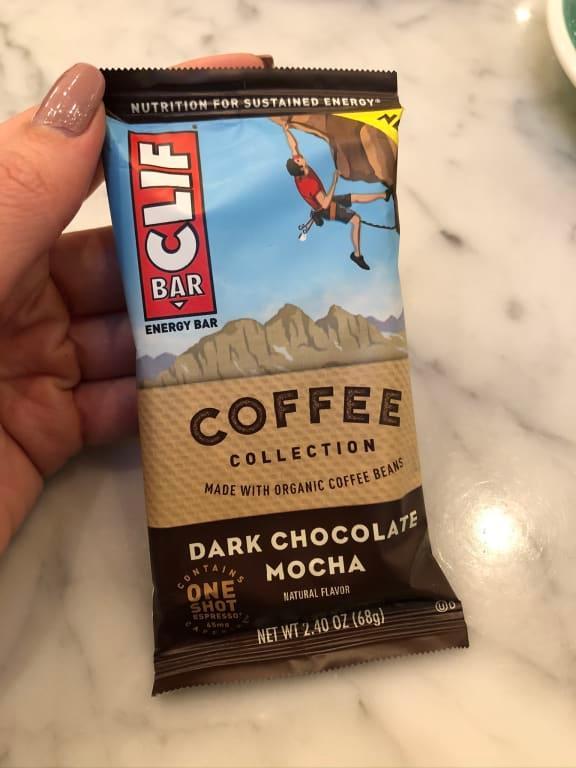 NUTRITION FOR SUSTAINED ENERGY®
CLIF
BAR
ENERGY BAR
COFFEE
COLLECTION
MADE WITH ORGANIC COFFEE BEANS
DARK CHOCOLATE
MOCHA
NATURAL FLAVOR
CONTAINS
ONE
SHOT
ESPRESSO
65mg
NET WT 2.40 OZ (68g)
Ⓤ D